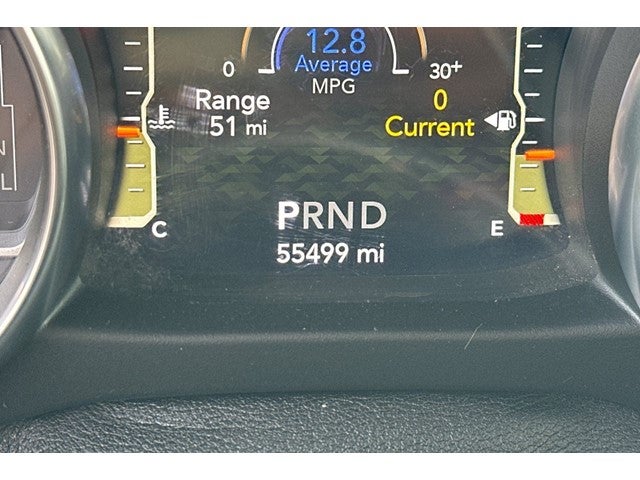 12.8
Average
0 30+
MPG
Range 0
51 mi Current
C E
PRND
55499 mi